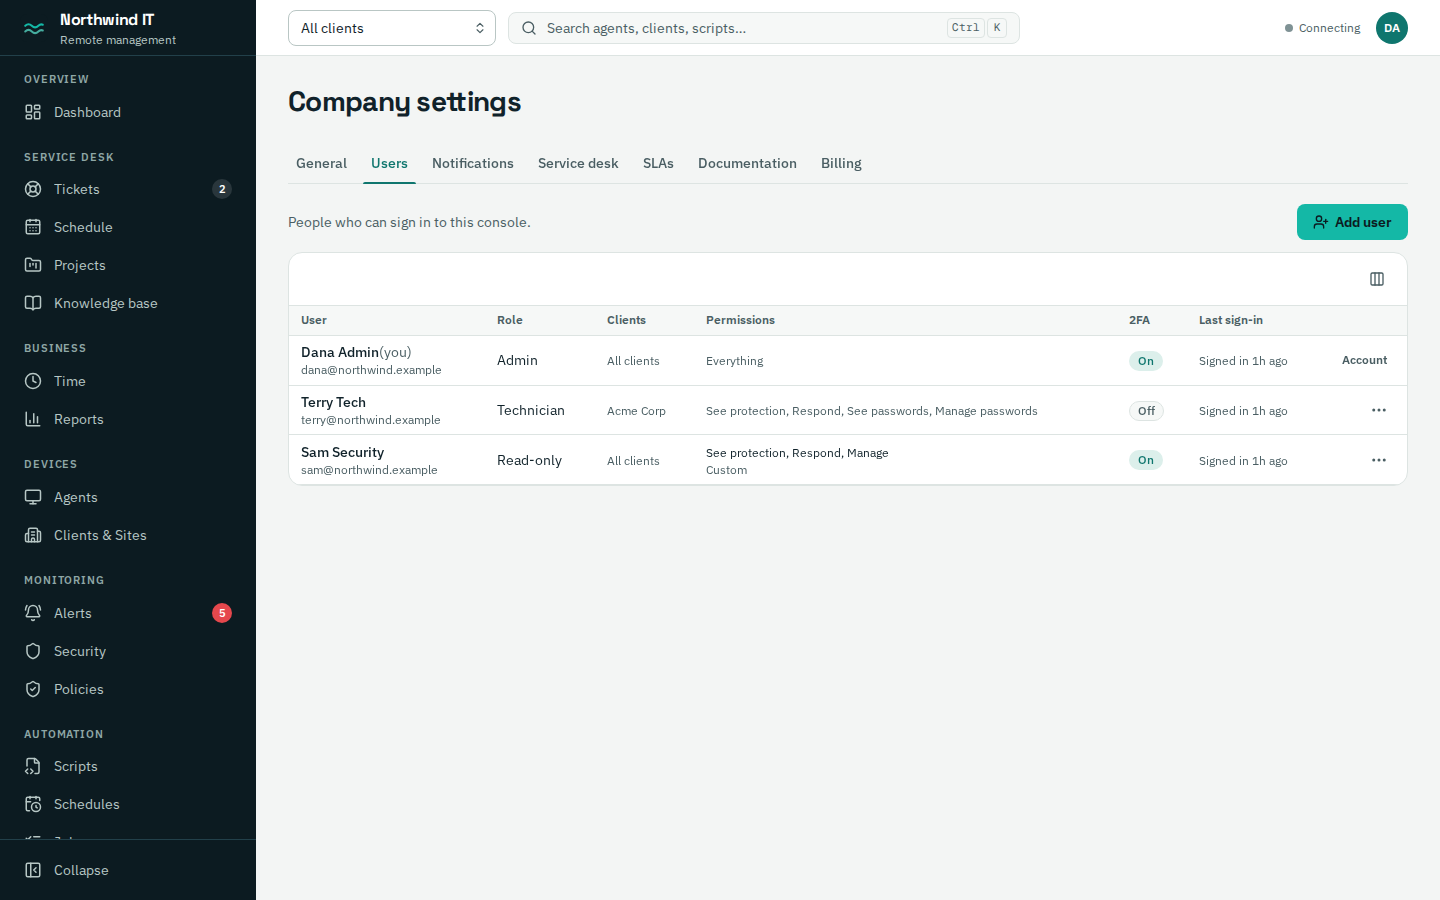 Northwind IT
Remote management
OVERVIEW
Dashboard
SERVICE DESK
Tickets 2
Schedule
Projects
Knowledge base
BUSINESS
Time
Reports
DEVICES
Agents
Clients & Sites
MONITORING
Alerts 5
Security
Policies
AUTOMATION
Scripts
Schedules
Collapse
All clients
Search agents, clients, scripts... Ctrl K
Connecting
DA
Company settings
General Users Notifications Service desk SLAs Documentation Billing
People who can sign in to this console.
Add user
User Role Clients Permissions 2FA Last sign-in
Dana Admin(you)
dana@northwind.example
Admin All clients Everything On Signed in 1h ago Account
Terry Tech
terry@northwind.example
Technician Acme Corp See protection, Respond, See passwords, Manage passwords Off Signed in 1h ago
Sam Security
sam@northwind.example
Read-only All clients
See protection, Respond, Manage
Custom
On Signed in 1h ago